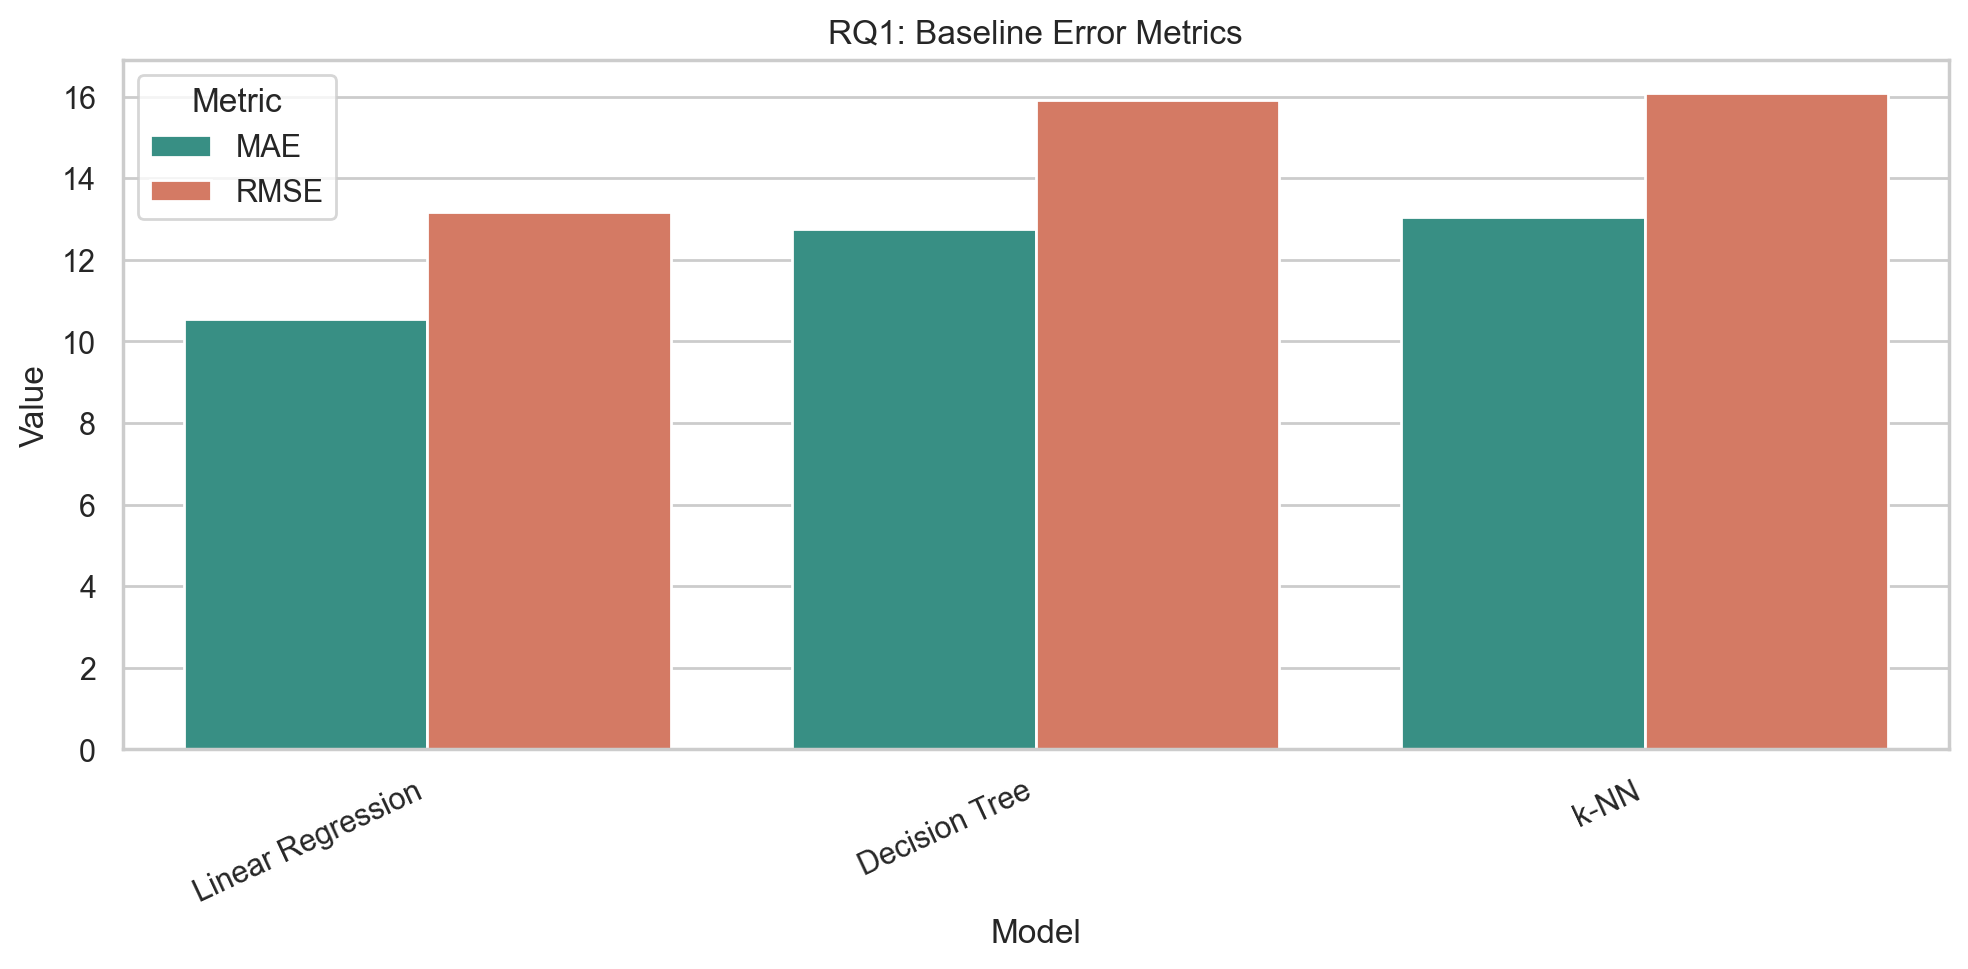 RQ1: Baseline Error Metrics
Metric
MAE
RMSE
16
14
12
10
8
6
4
2
0
Value
Linear Regression
Decision Tree
k-NN
Model